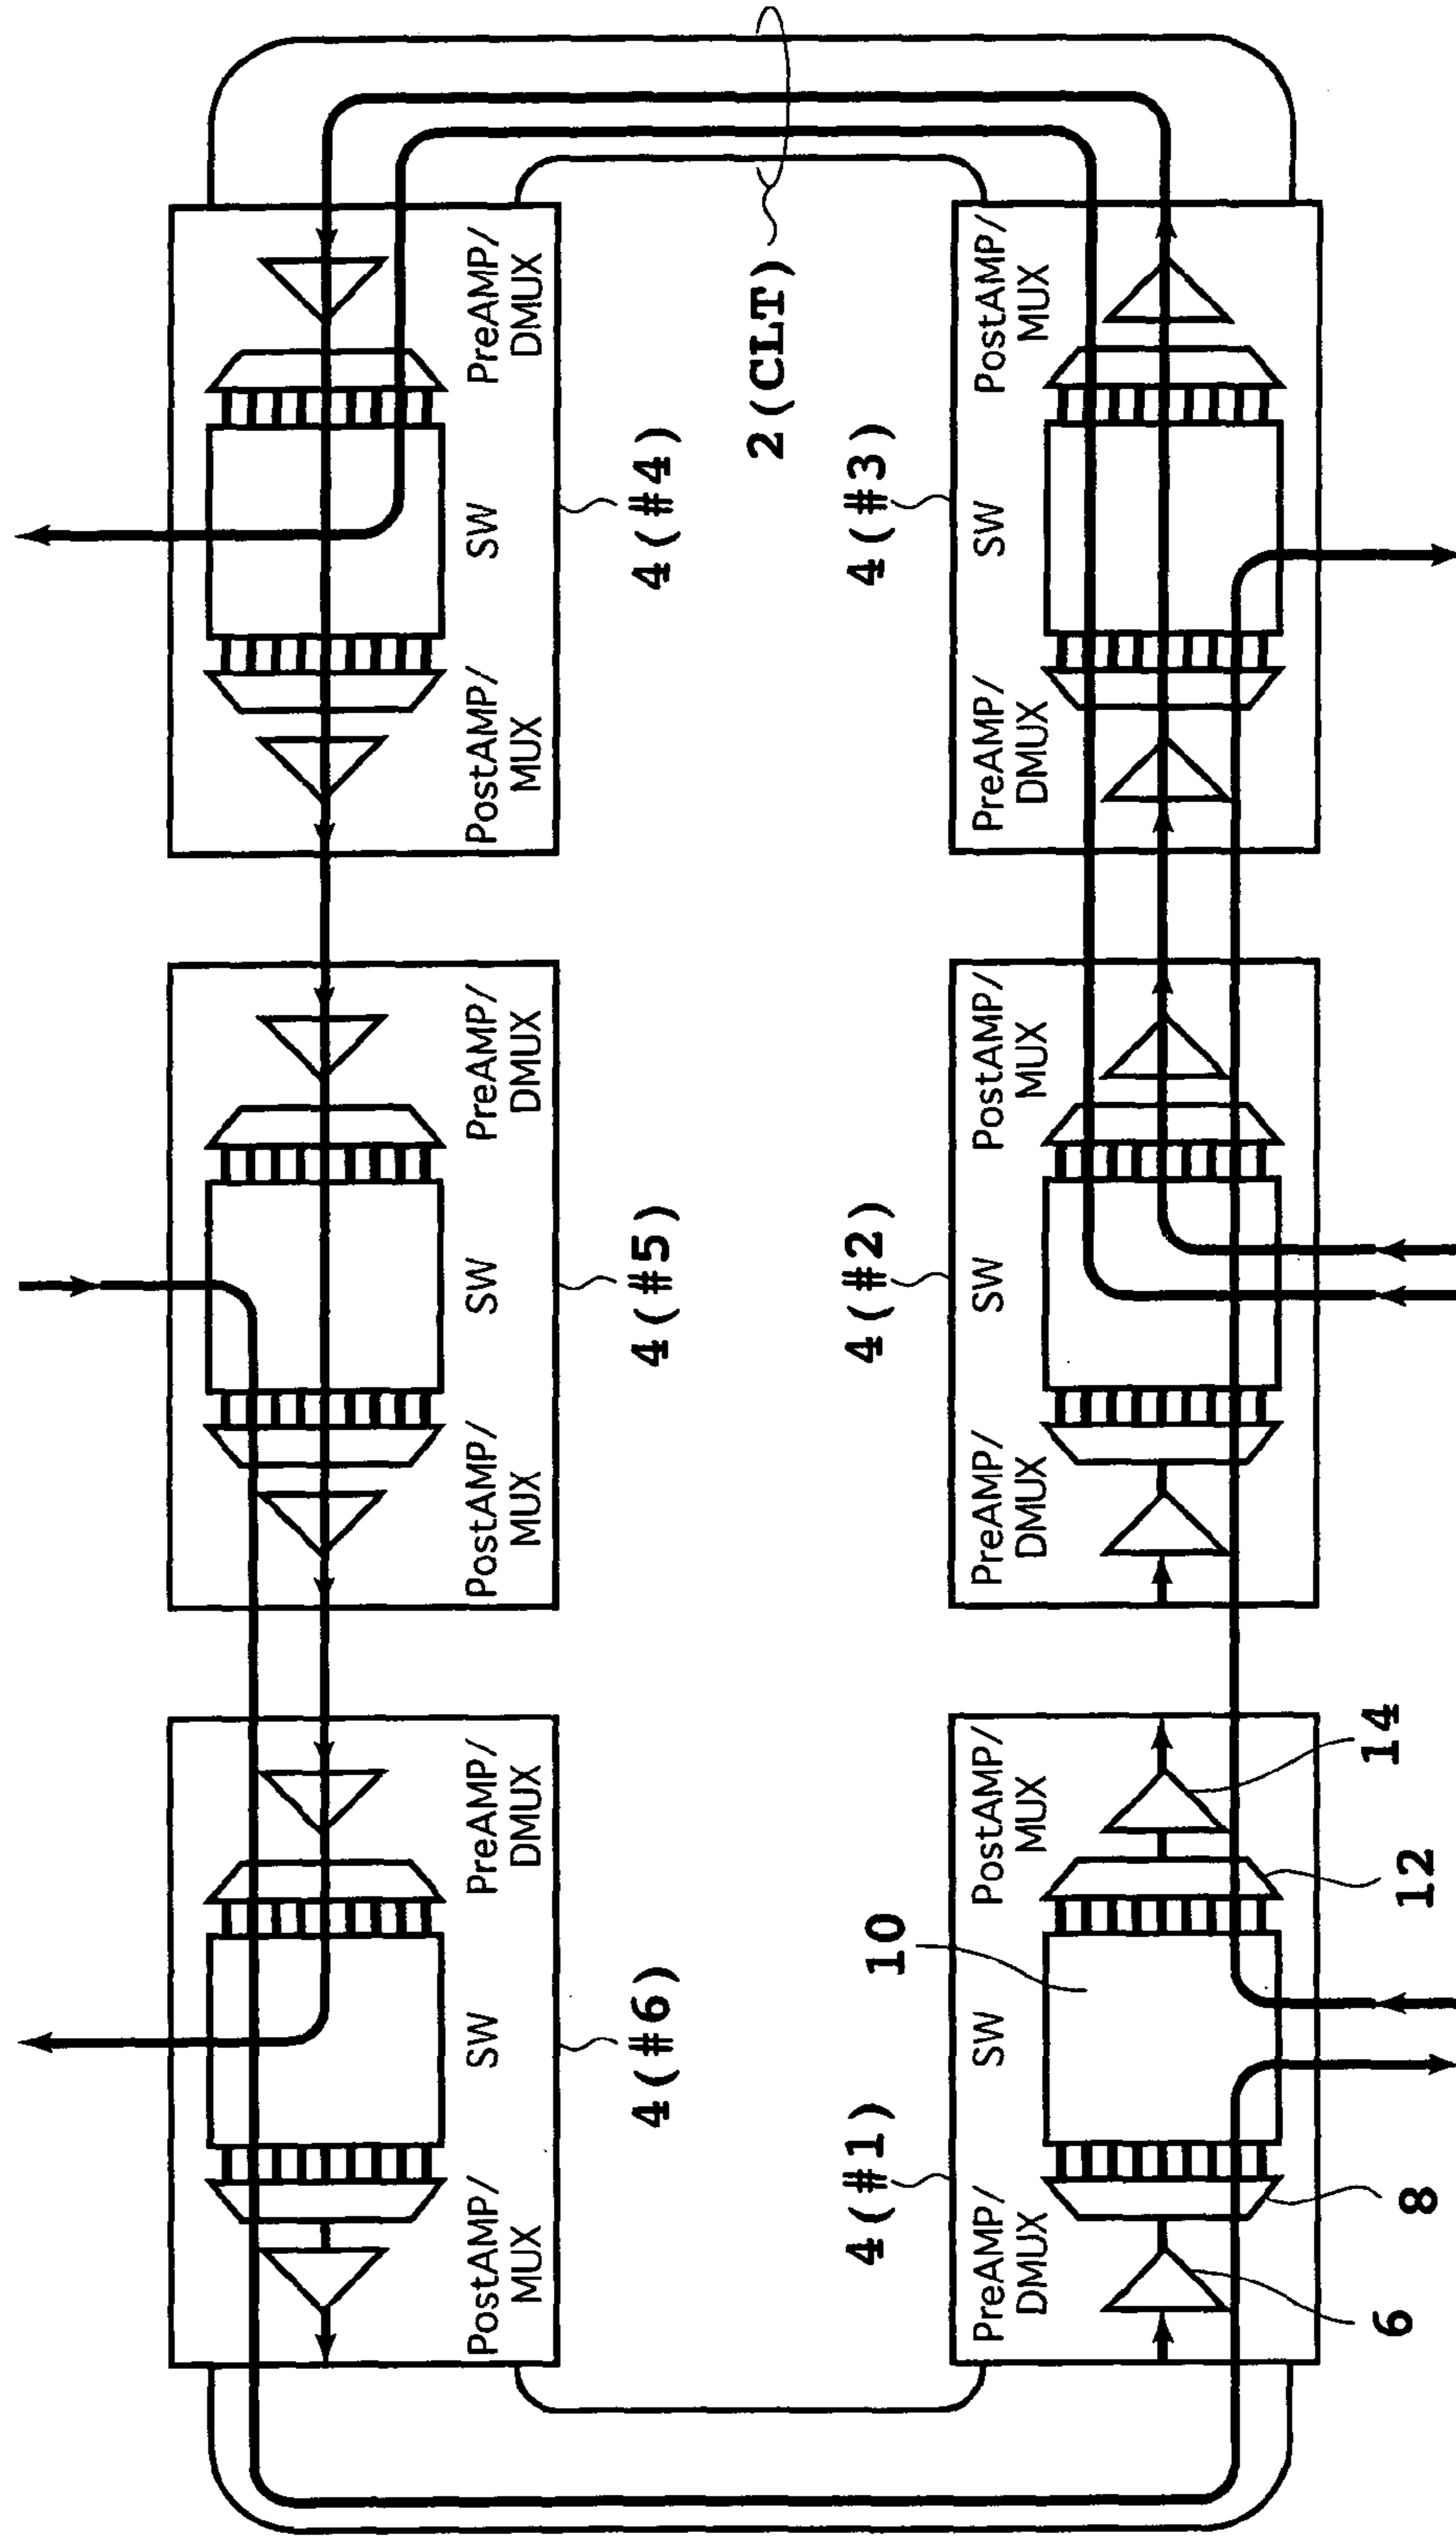 PostAMP/
MUX
SW
PreAMP/
DMUX
4(#6)
PostAMP/
MUX
SW
PreAMP/
DMUX
4(#5)
PostAMP/
MUX
SW
PreAMP/
DMUX
4(#4)
2(CLT)
4(#1)
10
PreAMP/
DMUX
SW
PostAMP/
MUX
6
8
12
14
4(#2)
PreAMP/
DMUX
SW
PostAMP/
MUX
4(#3)
PreAMP/
DMUX
SW
PostAMP/
MUX